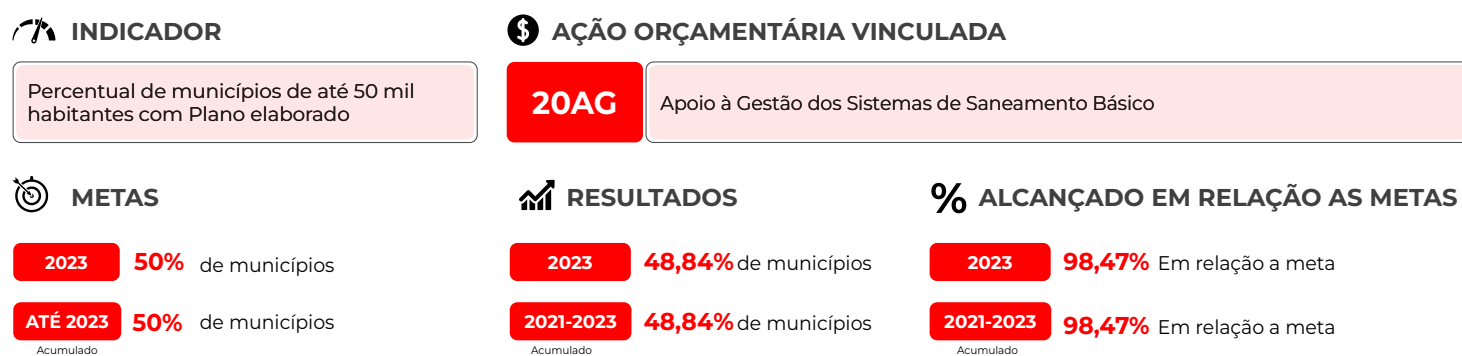 INDICADOR
Percentual de municípios de até 50 mil
habitantes com Plano elaborado
$ AÇÃO ORÇAMENTÁRIA VINCULADA
20AG
Apoio à Gestão dos Sistemas de Saneamento Básico
METAS
2023 50% de municípios
ATÉ 2023 50% de municípios
Acumulado
RESULTADOS
2023 48,84% de municípios
2021-2023 48,84% de municípios
Acumulado
% ALCANÇADO EM RELAÇÃO AS METAS
2023 98,47% Em relação a meta
2021-2023 98,47% Em relação a meta
Acumulado